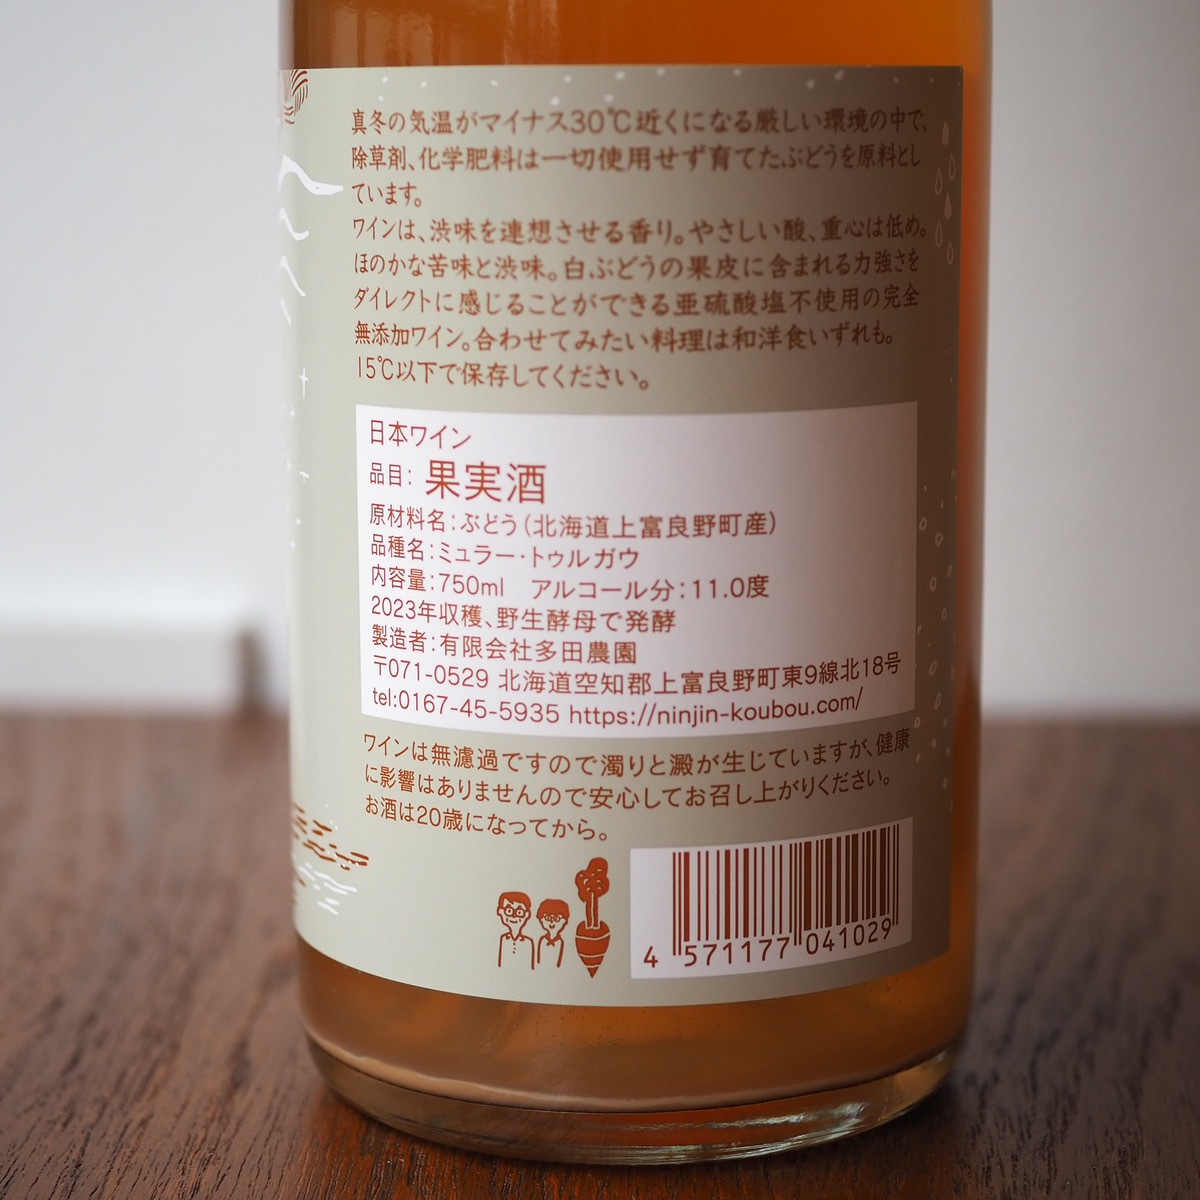 真冬の気温がマイナス30℃近くになる厳しい環境の中で、
除草剤、化学肥料は一切使用せず育てたぶどうを原料とし
ています。
ワインは、渋味を連想させる香り。やさしい酸、重心は低め。
ほのかな苦味と渋味。白ぶどうの果皮に含まれる力強さを
ダイレクトに感じることができる亜硫酸塩不使用の完全
無添加ワイン。合わせてみたい料理は和洋食いずれも。
15℃以下で保存してください。
日本ワイン
品目: 果実酒
原材料名:ぶどう(北海道上富良野町産)
品種名:ミュラー・トゥルガウ
内容量:750ml アルコール分:11.0度
2023年収穫、野生酵母で発酵
製造者:有限会社多田農園
〒071-0529 北海道空知郡上富良野町東9線北18号
tel:0167-45-5935 https://ninjin-koubou.com/
ワインは無濾過ですので濁りと澱が生じていますが、健康
に影響はありませんので安心してお召し上がりください。
お酒は20歳になってから。
4 571177 041029